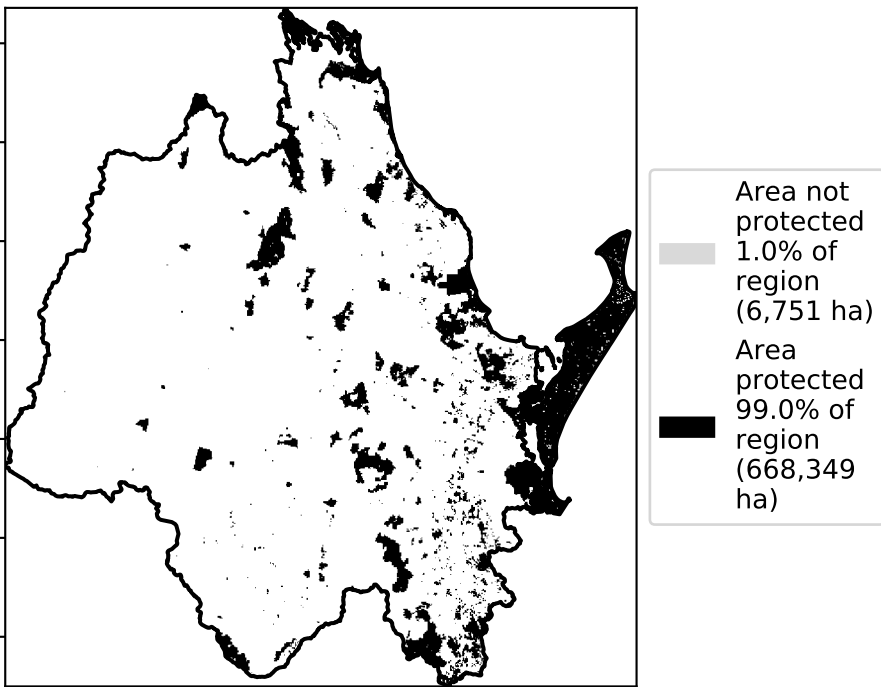 Area not
protected
1.0% of
region
(6,751 ha)
Area
protected
99.0% of
region
(668,349
ha)